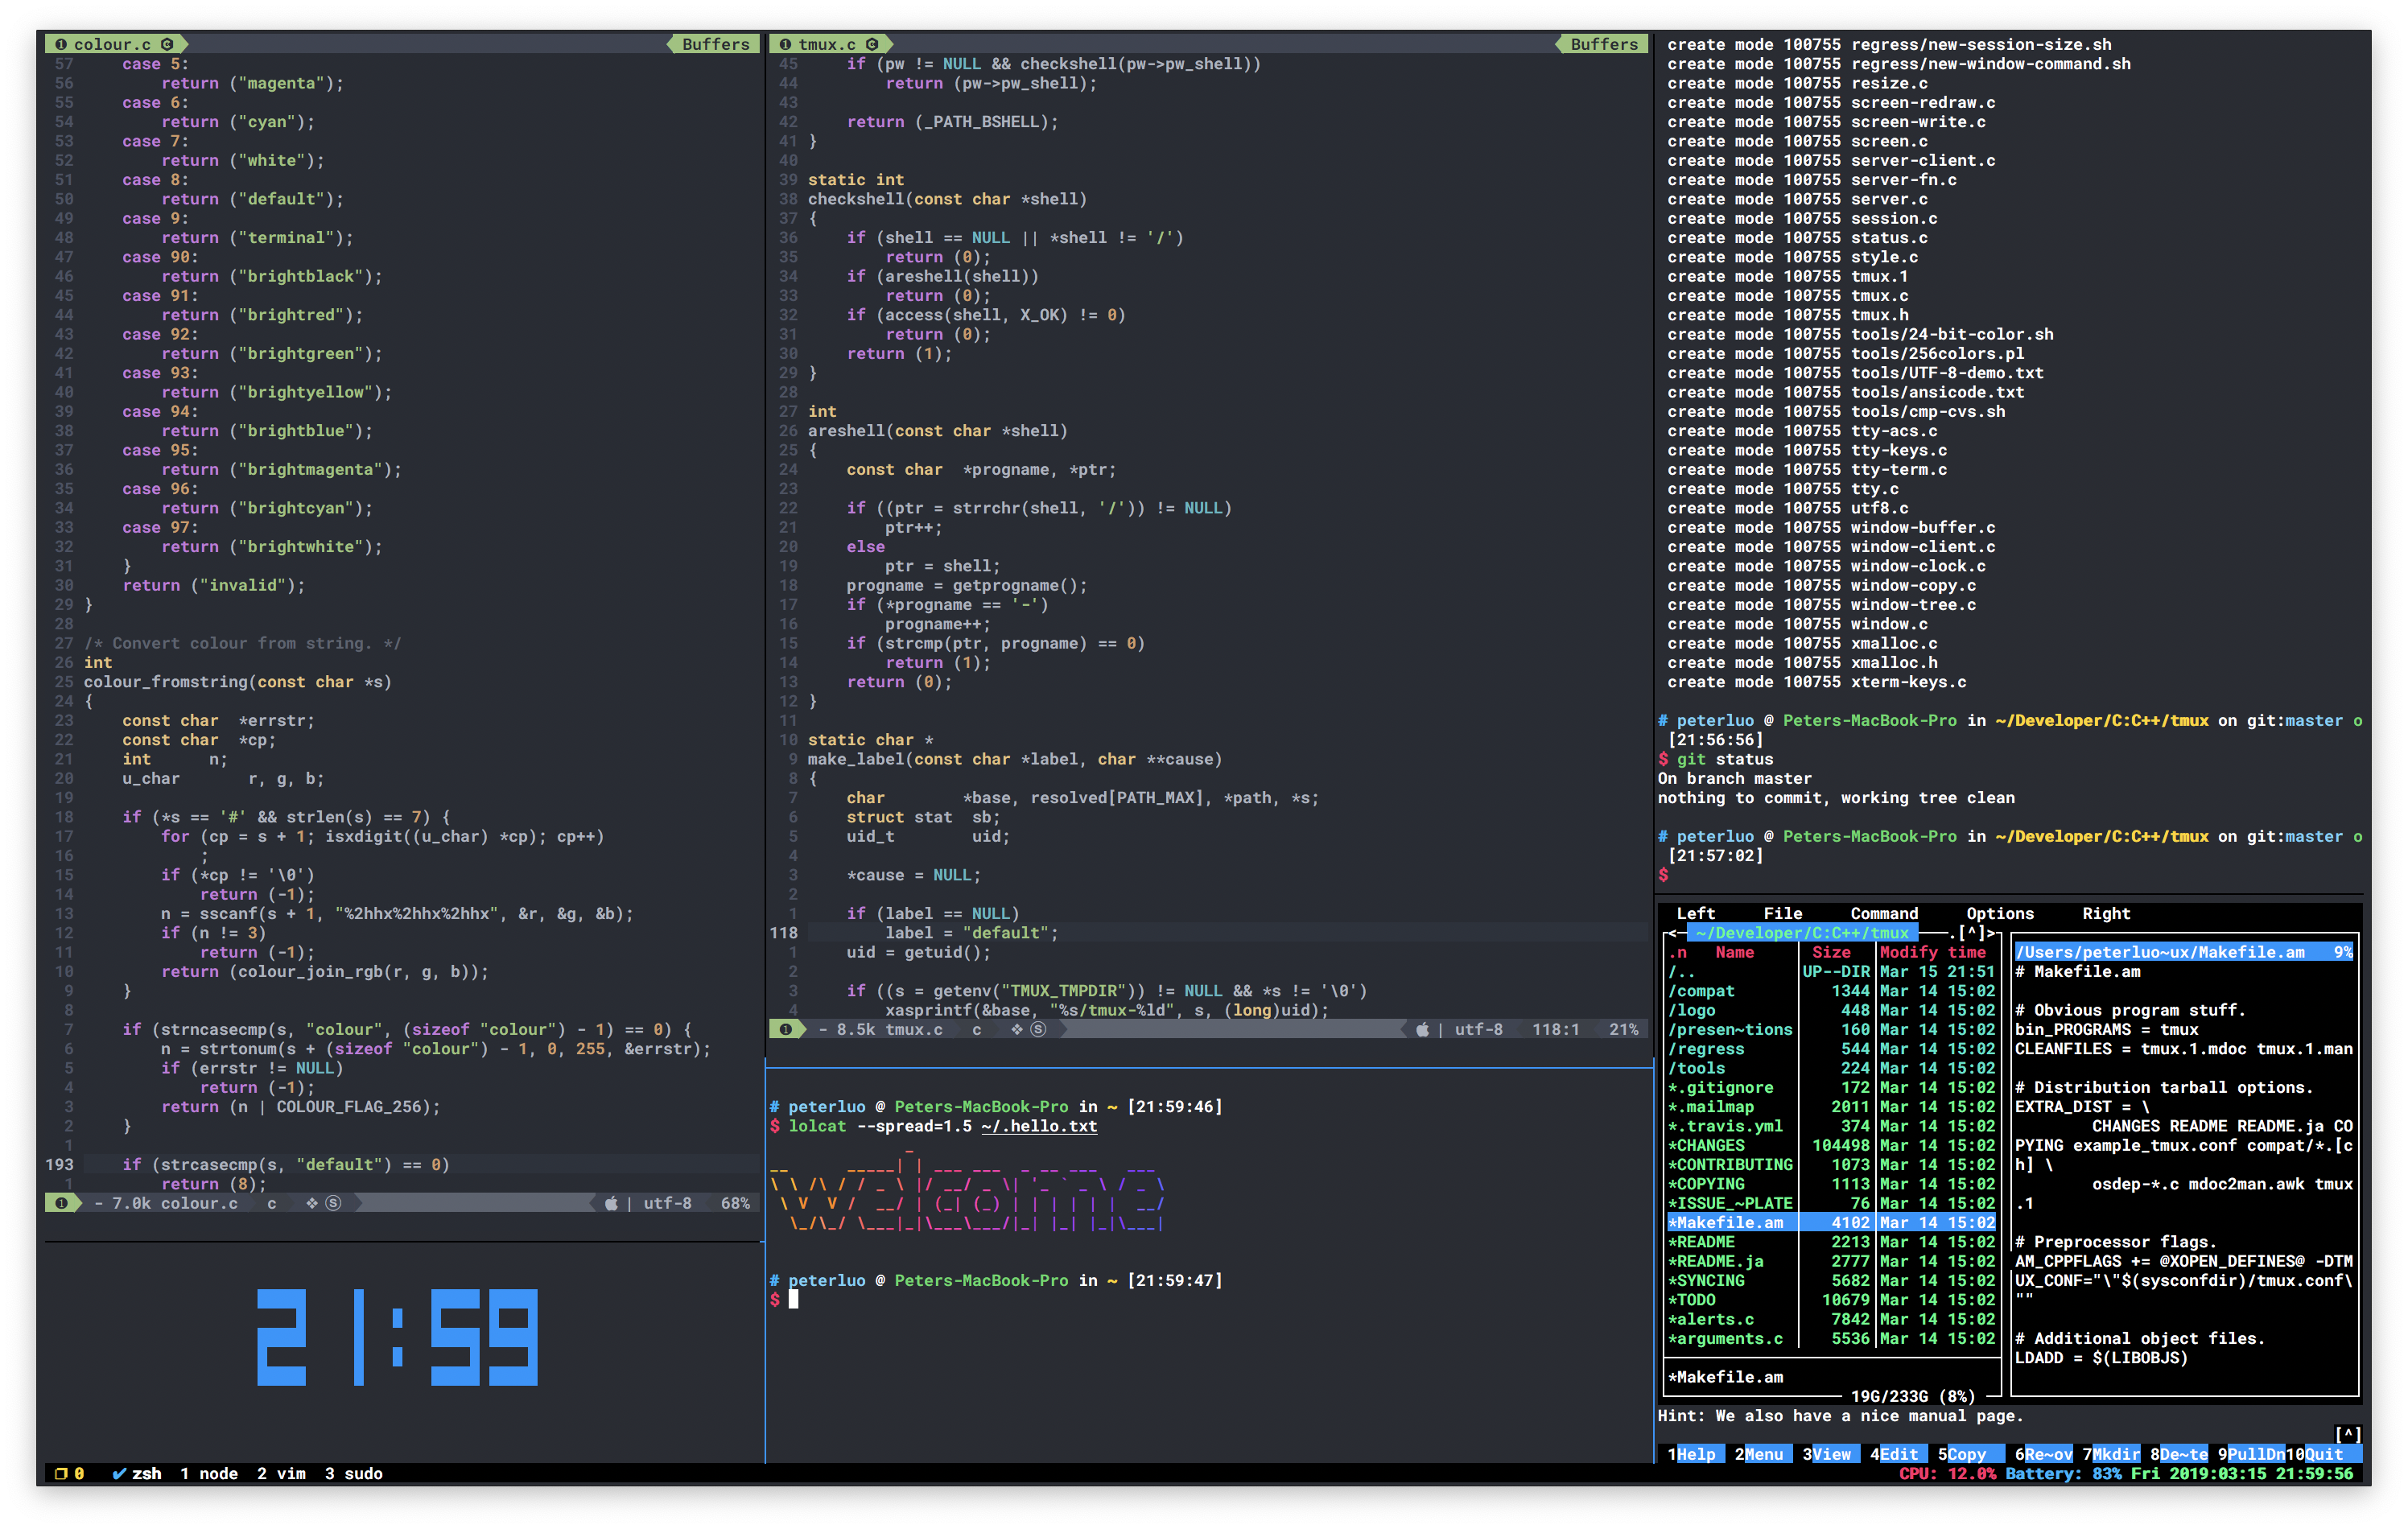 ❶ colour.c
Buffers
57     case 5:
56         return ("magenta");
55     case 6:
54         return ("cyan");
53     case 7:
52         return ("white");
51     case 8:
50         return ("default");
49     case 9:
48         return ("terminal");
47     case 90:
46         return ("brightblack");
45     case 91:
44         return ("brightred");
43     case 92:
42         return ("brightgreen");
41     case 93:
40         return ("brightyellow");
39     case 94:
38         return ("brightblue");
37     case 95:
36         return ("brightmagenta");
35     case 96:
34         return ("brightcyan");
33     case 97:
32         return ("brightwhite");
31     }
30     return ("invalid");
29 }
28
27 /* Convert colour from string. */
26 int
25 colour_fromstring(const char *s)
24 {
23     const char  *errstr;
22     const char  *cp;
21     int      n;
20     u_char       r, g, b;
19
18     if (*s == '#' && strlen(s) == 7) {
17         for (cp = s + 1; isxdigit((u_char) *cp); cp++)
16             ;
15         if (*cp != '\0')
14             return (-1);
13         n = sscanf(s + 1, "%2hhx%2hhx%2hhx", &r, &g, &b);
12         if (n != 3)
11             return (-1);
10         return (colour_join_rgb(r, g, b));
9     }
8
7     if (strncasecmp(s, "colour", (sizeof "colour") - 1) == 0) {
6         n = strtonum(s + (sizeof "colour") - 1, 0, 255, &errstr);
5         if (errstr != NULL)
4             return (-1);
3         return (n | COLOUR_FLAG_256);
2     }
1
193     if (strcasecmp(s, "default") == 0)
1         return (8);
❶ - 7.0k colour.c   c   ❖ Ⓢ   | utf-8   68%
21:59
❶ tmux.c
Buffers
45     if (pw != NULL && checkshell(pw->pw_shell))
44         return (pw->pw_shell);
43
42     return (_PATH_BSHELL);
41 }
40
39 static int
38 checkshell(const char *shell)
37 {
36     if (shell == NULL || *shell != '/')
35         return (0);
34     if (areshell(shell))
33         return (0);
32     if (access(shell, X_OK) != 0)
31         return (0);
30     return (1);
29 }
28
27 int
26 areshell(const char *shell)
25 {
24     const char  *progname, *ptr;
23
22     if ((ptr = strrchr(shell, '/')) != NULL)
21         ptr++;
20     else
19         ptr = shell;
18     progname = getprogname();
17     if (*progname == '-')
16         progname++;
15     if (strcmp(ptr, progname) == 0)
14         return (1);
13     return (0);
12 }
11
10 static char *
9 make_label(const char *label, char **cause)
8 {
7     char        *base, resolved[PATH_MAX], *path, *s;
6     struct stat  sb;
5     uid_t        uid;
4
3     *cause = NULL;
2
1     if (label == NULL)
118         label = "default";
1     uid = getuid();
2
3     if ((s = getenv("TMUX_TMPDIR")) != NULL && *s != '\0')
4         xasprintf(&base, "%s/tmux-%ld", s, (long)uid);
❶ - 8.5k tmux.c   c   ❖ Ⓢ   | utf-8   118:1   21%
# peterluo @ Peters-MacBook-Pro in ~ [21:59:46]
$ lolcat --spread=1.5 ~/.hello.txt
welcome
# peterluo @ Peters-MacBook-Pro in ~ [21:59:47]
$
create mode 100755 regress/new-session-size.sh
create mode 100755 regress/new-window-command.sh
create mode 100755 resize.c
create mode 100755 screen-redraw.c
create mode 100755 screen-write.c
create mode 100755 screen.c
create mode 100755 server-client.c
create mode 100755 server-fn.c
create mode 100755 server.c
create mode 100755 session.c
create mode 100755 status.c
create mode 100755 style.c
create mode 100755 tmux.1
create mode 100755 tmux.c
create mode 100755 tmux.h
create mode 100755 tools/24-bit-color.sh
create mode 100755 tools/256colors.pl
create mode 100755 tools/UTF-8-demo.txt
create mode 100755 tools/ansicode.txt
create mode 100755 tools/cmp-cvs.sh
create mode 100755 tty-acs.c
create mode 100755 tty-keys.c
create mode 100755 tty-term.c
create mode 100755 tty.c
create mode 100755 utf8.c
create mode 100755 window-buffer.c
create mode 100755 window-client.c
create mode 100755 window-clock.c
create mode 100755 window-copy.c
create mode 100755 window-tree.c
create mode 100755 window.c
create mode 100755 xmalloc.c
create mode 100755 xmalloc.h
create mode 100755 xterm-keys.c
# peterluo @ Peters-MacBook-Pro in ~/Developer/C:C++/tmux on git:master o
[21:56:56]
$ git status
On branch master
nothing to commit, working tree clean
# peterluo @ Peters-MacBook-Pro in ~/Developer/C:C++/tmux on git:master o
[21:57:02]
$
Left     File     Command     Options     Right
<─ ~/Developer/C:C++/tmux ───.[^]>
.n   Name   Size   Modify time
/..   UP--DIR   Mar 15 21:51
/compat   1344   Mar 14 15:02
/logo   448   Mar 14 15:02
/presen~tions   160   Mar 14 15:02
/regress   544   Mar 14 15:02
/tools   224   Mar 14 15:02
*.gitignore   172   Mar 14 15:02
*.mailmap   2011   Mar 14 15:02
*.travis.yml   374   Mar 14 15:02
*CHANGES   104498   Mar 14 15:02
*CONTRIBUTING   1073   Mar 14 15:02
*COPYING   1113   Mar 14 15:02
*ISSUE_~PLATE   76   Mar 14 15:02
*Makefile.am   4102   Mar 14 15:02
*README   2213   Mar 14 15:02
*README.ja   2777   Mar 14 15:02
*SYNCING   5682   Mar 14 15:02
*TODO   10679   Mar 14 15:02
*alerts.c   7842   Mar 14 15:02
*arguments.c   5536   Mar 14 15:02
*Makefile.am
19G/233G (8%)
/Users/peterluo~ux/Makefile.am   9%
# Makefile.am
# Obvious program stuff.
bin_PROGRAMS = tmux
CLEANFILES = tmux.1.mdoc tmux.1.man
# Distribution tarball options.
EXTRA_DIST = \
        CHANGES README README.ja CO
PYING example_tmux.conf compat/*.[c
h] \
        osdep-*.c mdoc2man.awk tmux
.1
# Preprocessor flags.
AM_CPPFLAGS += @XOPEN_DEFINES@ -DTM
UX_CONF="\"$(sysconfdir)/tmux.conf\
""
# Additional object files.
LDADD = $(LIBOBJS)
Hint: We also have a nice manual page.
[^]
1Help 2Menu 3View 4Edit 5Copy 6Re~ov 7Mkdir 8De~te 9PullDn10Quit
0   ✔ zsh   1 node   2 vim   3 sudo
CPU: 12.0% Battery: 83% Fri 2019:03:15 21:59:56